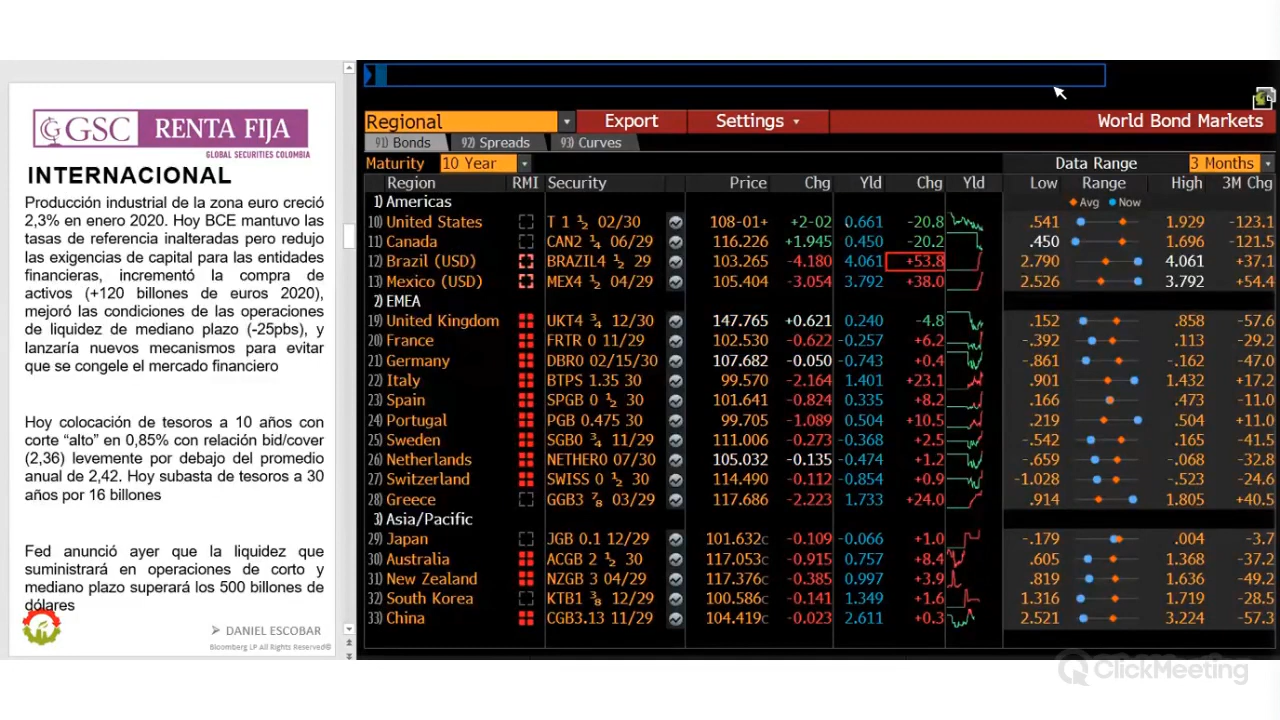 GSC RENTA FIJA
GLOBAL SECURITIES COLOMBIA
INTERNACIONAL
Producción industrial de la zona euro creció
2,3% en enero 2020. Hoy BCE mantuvo las
tasas de referencia inalteradas pero redujo
las exigencias de capital para las entidades
financieras, incrementó la compra de
activos (+120 billones de euros 2020),
mejoró las condiciones de las operaciones
de liquidez de mediano plazo (-25pbs), y
lanzaría nuevos mecanismos para evitar
que se congele el mercado financiero
Hoy colocación de tesoros a 10 años con
corte “alto” en 0,85% con relación bid/cover
(2,36) levemente por debajo del promedio
anual de 2,42. Hoy subasta de tesoros a 30
años por 16 billones
Fed anunció ayer que la liquidez que
suministrará en operaciones de corto y
mediano plazo superará los 500 billones de
dólares
➢ DANIEL ESCOBAR
Bloomberg LP All Rights Reserved®
Regional Export Settings World Bond Markets
91) Bonds 92) Spreads 93) Curves
Maturity 10 Year Data Range 3 Months
Region RMI Security Price Chg Yld Chg Yld Low Range High 3M Chg
1) Americas Avg Now
10) United States T 1 ½ 02/30 108-01+ +2-02 0.661 -20.8 .541 1.929 -123.1
11) Canada CAN2 ¼ 06/29 116.226 +1.945 0.450 -20.2 .450 1.696 -121.5
12) Brazil (USD) BRAZIL4 ½ 29 103.265 -4.180 4.061 +53.8 2.790 4.061 +37.1
13) Mexico (USD) MEX4 ½ 04/29 105.404 -3.054 3.792 +38.0 2.526 3.792 +54.4
2) EMEA
19) United Kingdom UKT4 ¾ 12/30 147.765 +0.621 0.240 -4.8 .152 .858 -57.6
20) France FRTR 0 11/29 102.530 -0.622 -0.257 +6.2 -.392 .113 -29.2
21) Germany DBR0 02/15/30 107.682 -0.050 -0.743 +0.4 -.861 -.162 -47.0
22) Italy BTPS 1.35 30 99.570 -2.164 1.401 +23.1 .901 1.432 +17.2
23) Spain SPGB 0 ½ 30 101.641 -0.824 0.335 +8.2 .166 .473 -11.0
24) Portugal PGB 0.475 30 99.705 -1.089 0.504 +10.5 .219 .504 +11.0
25) Sweden SGB0 ¾ 11/29 111.006 -0.273 -0.368 +2.5 -.542 .165 -41.5
26) Netherlands NETHER0 07/30 105.032 -0.135 -0.474 +1.2 -.659 -.068 -32.8
27) Switzerland SWISS 0 ½ 30 114.490 -0.112 -0.854 +0.9 -1.028 -.523 -24.6
28) Greece GGB3 ⅞ 03/29 117.686 -2.223 1.733 +24.0 .914 1.805 +40.5
3) Asia/Pacific
29) Japan JGB 0.1 12/29 101.632c -0.109 -0.066 +1.0 -.179 .004 -3.7
30) Australia ACGB 2 ½ 30 117.053c -0.915 0.757 +8.4 .605 1.368 -37.2
31) New Zealand NZGB 3 04/29 117.376c -0.385 0.997 +3.9 .819 1.636 -49.2
32) South Korea KTB1 ⅜ 12/29 100.586c -0.141 1.349 +1.6 1.316 1.719 -28.5
33) China CGB3.13 11/29 104.419c -0.023 2.611 +0.3 2.521 3.224 -57.3
ClickMeeting